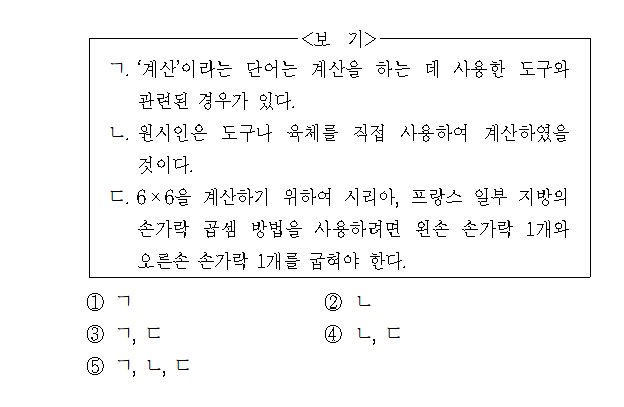 <보 기>
ㄱ. ‘계산’이라는 단어는 계산을 하는 데 사용한 도구와
관련된 경우가 있다.
ㄴ. 원시인은 도구나 육체를 직접 사용하여 계산하였을
것이다.
ㄷ. 6×6을 계산하기 위하여 시리아, 프랑스 일부 지방의
손가락 곱셈 방법을 사용하려면 왼손 손가락 1개와
오른손 손가락 1개를 굽혀야 한다.
① ㄱ ② ㄴ
③ ㄱ, ㄷ ④ ㄴ, ㄷ
⑤ ㄱ, ㄴ, ㄷ